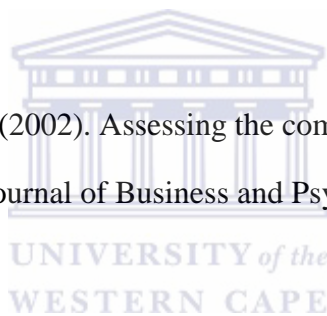 (2002). Assessing the com
ournal of Business and Psy
UNIVERSITY of the
WESTERN CAPE